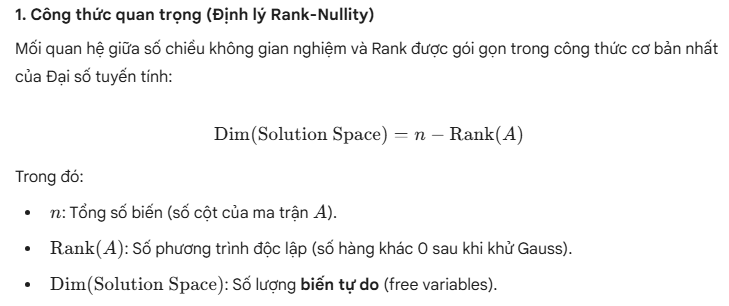 1. Công thức quan trọng (Định lý Rank-Nullity)
Mối quan hệ giữa số chiều không gian nghiệm và Rank được gói gọn trong công thức cơ bản nhất
của Đại số tuyến tính:
Dim(Solution Space) = n − Rank(A)
Trong đó:
• n: Tổng số biến (số cột của ma trận A).
• Rank(A): Số phương trình độc lập (số hàng khác 0 sau khi khử Gauss).
• Dim(Solution Space): Số lượng biến tự do (free variables).